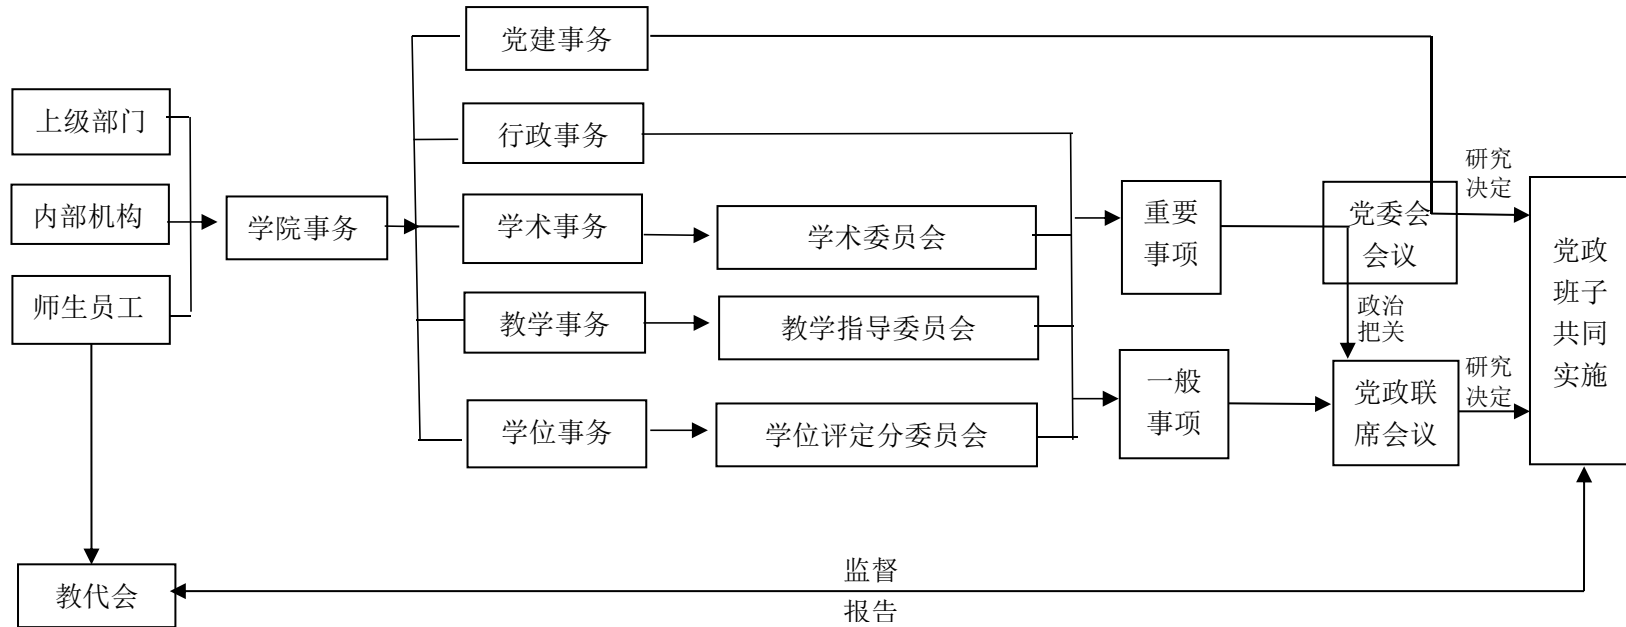 党建事务
上级部门
行政事务
内部机构
学院事务
学术事务
学术委员会
重要
事项
党委会
会议
研究
决定
师生员工
教学事务
教学指导委员会
政治
把关
党政
班子
共同
实施
学位事务
学位评定分委员会
一般
事项
党政联
席会议
研究
决定
教代会
监督
报告